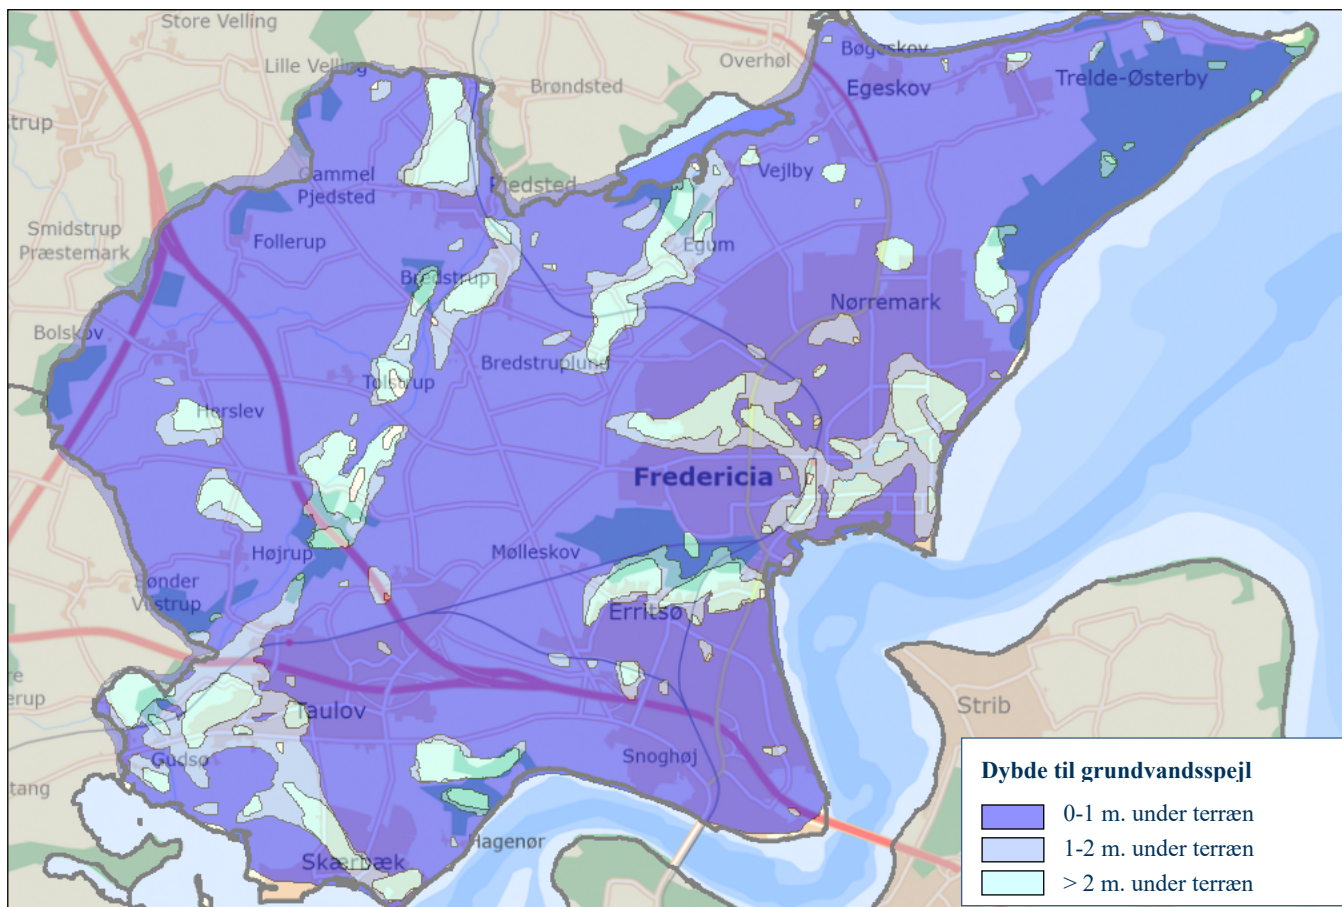 Store Velling
Lille Velling
Overhøl
Bøgeskov
Brøndsted
Egeskov
Trelde-Østerby
strup
Gammel
Pjedsted
Pjedsted
Vejlby
Smidstrup
Præstemark
Follerup
Egum
Bredstrup
Nørremark
Bolskov
Bredstruplund
Tolstrup
Herslev
Fredericia
Højrup
Mølleskov
Sønder
Vilstrup
Erritsø
re
erup
Taulov
Strib
Gudsø
Snoghøj
tang
Hagenør
Skærbæk
Dybde til grundvandsspejl
0-1 m. under terræn
1-2 m. under terræn
> 2 m. under terræn